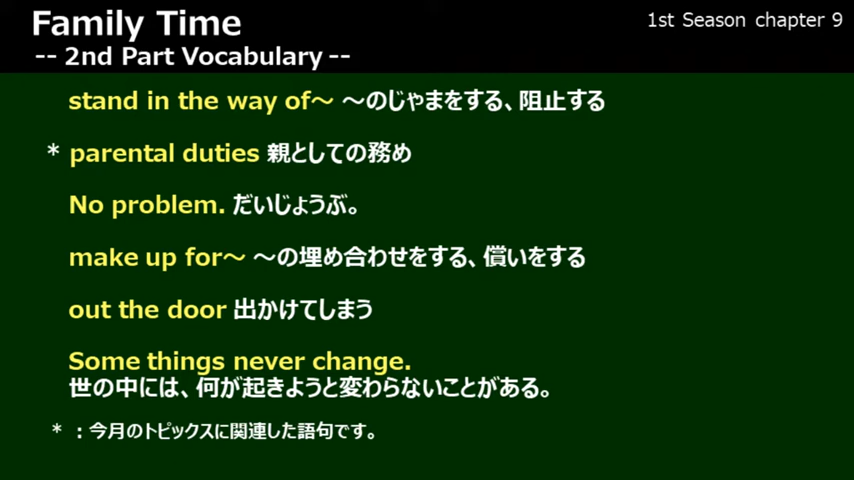 Family Time
1st Season chapter 9
-- 2nd Part Vocabulary --
stand in the way of～ ～のじゃまをする、阻止する
* parental duties 親としての務め
No problem. だいじょうぶ。
make up for～ ～の埋め合わせをする、償いをする
out the door 出かけてしまう
Some things never change.
世の中には、何が起きようと変わらないことがある。
* ：今月のトピックスに関連した語句です。